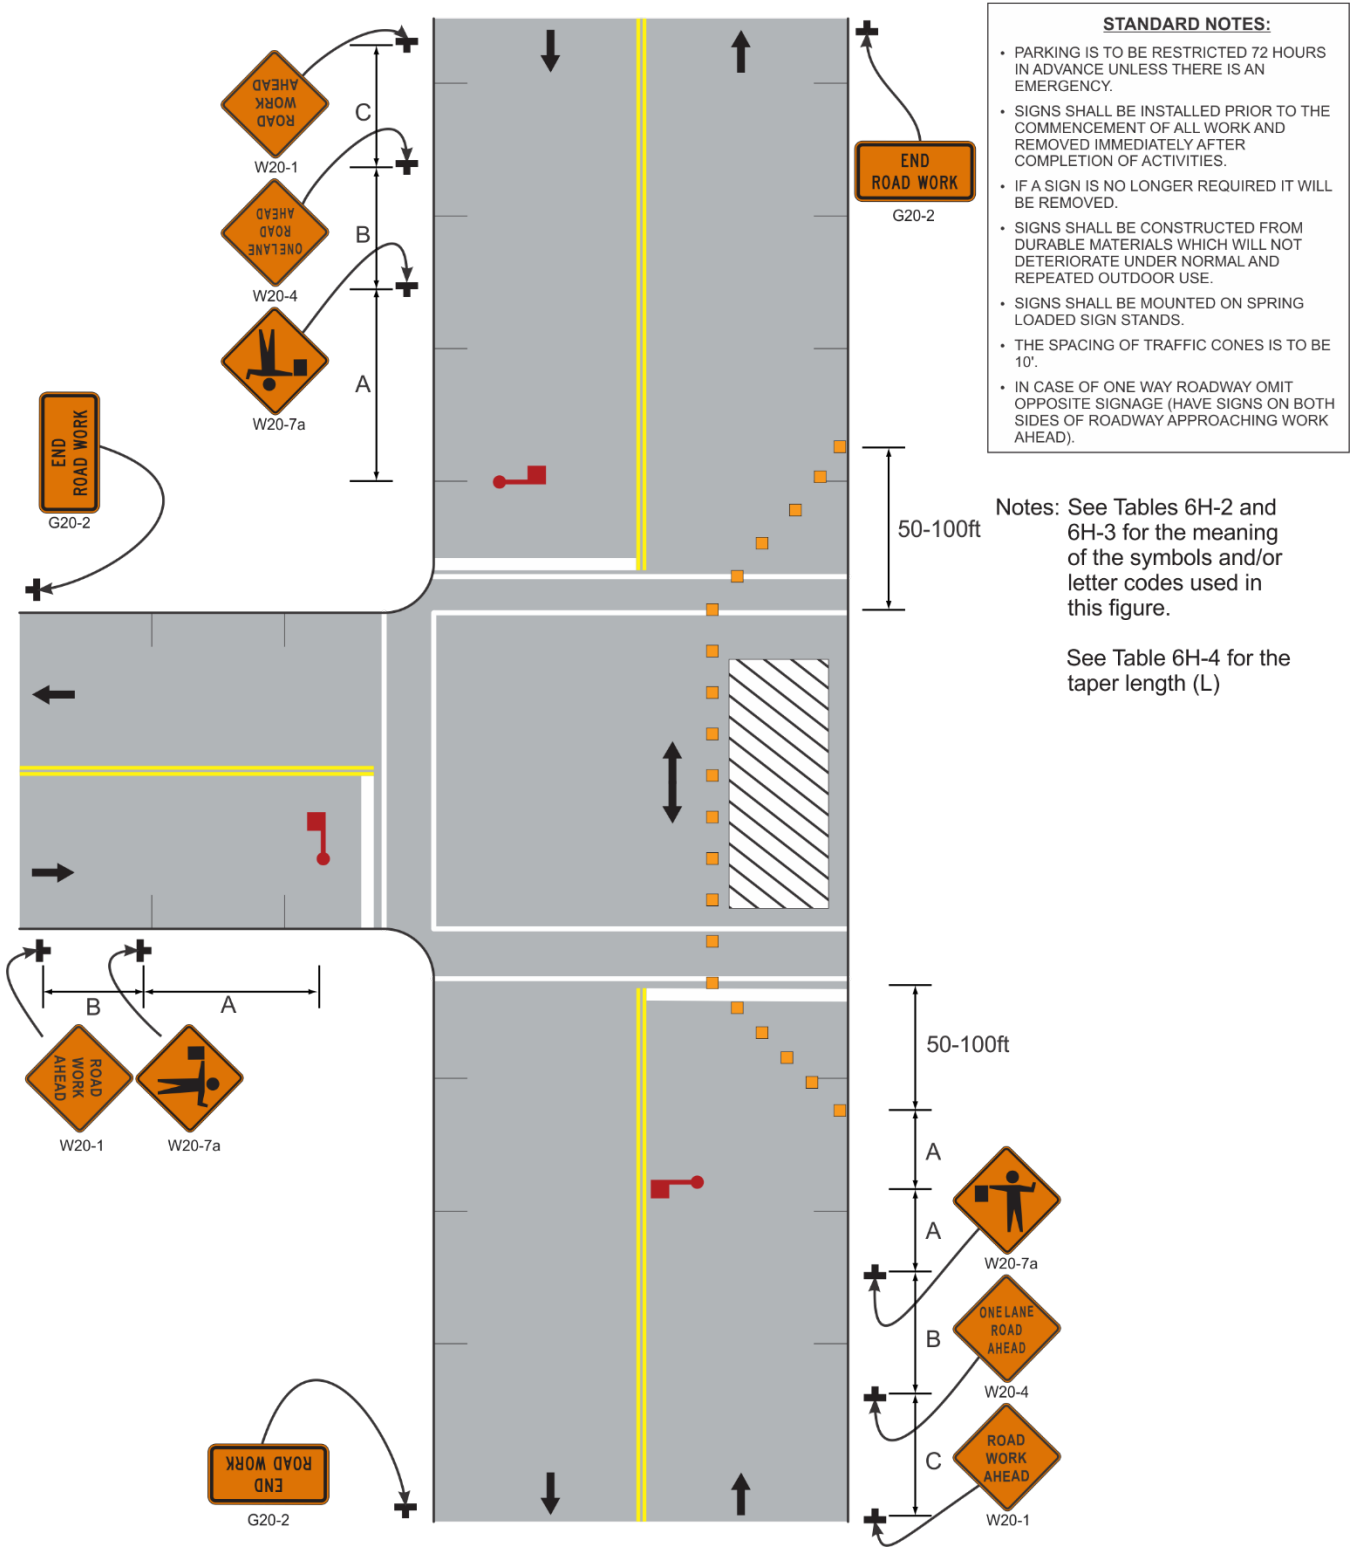 STANDARD NOTES:
• PARKING IS TO BE RESTRICTED 72 HOURS
IN ADVANCE UNLESS THERE IS AN
EMERGENCY.
• SIGNS SHALL BE INSTALLED PRIOR TO THE
COMMENCEMENT OF ALL WORK AND
REMOVED IMMEDIATELY AFTER
COMPLETION OF ACTIVITIES.
• IF A SIGN IS NO LONGER REQUIRED IT WILL
BE REMOVED.
• SIGNS SHALL BE CONSTRUCTED FROM
DURABLE MATERIALS WHICH WILL NOT
DETERIORATE UNDER NORMAL AND
REPEATED OUTDOOR USE.
• SIGNS SHALL BE MOUNTED ON SPRING
LOADED SIGN STANDS.
• THE SPACING OF TRAFFIC CONES IS TO BE
10'.
• IN CASE OF ONE WAY ROADWAY OMIT
OPPOSITE SIGNAGE (HAVE SIGNS ON BOTH
SIDES OF ROADWAY APPROACHING WORK
AHEAD).
Notes: See Tables 6H-2 and
6H-3 for the meaning
of the symbols and/or
letter codes used in
this figure.
See Table 6H-4 for the
taper length (L)
ROAD
WORK
AHEAD
W20-1
C
ONE LANE
ROAD
AHEAD
W20-4
B
W20-7a
A
END
ROAD WORK
G20-2
END
ROAD WORK
G20-2
50-100ft
B
A
ROAD
WORK
AHEAD
W20-1
W20-7a
50-100ft
A
A
W20-7a
B
ONE LANE
ROAD
AHEAD
W20-4
C
ROAD
WORK
AHEAD
W20-1
END
ROAD WORK
G20-2